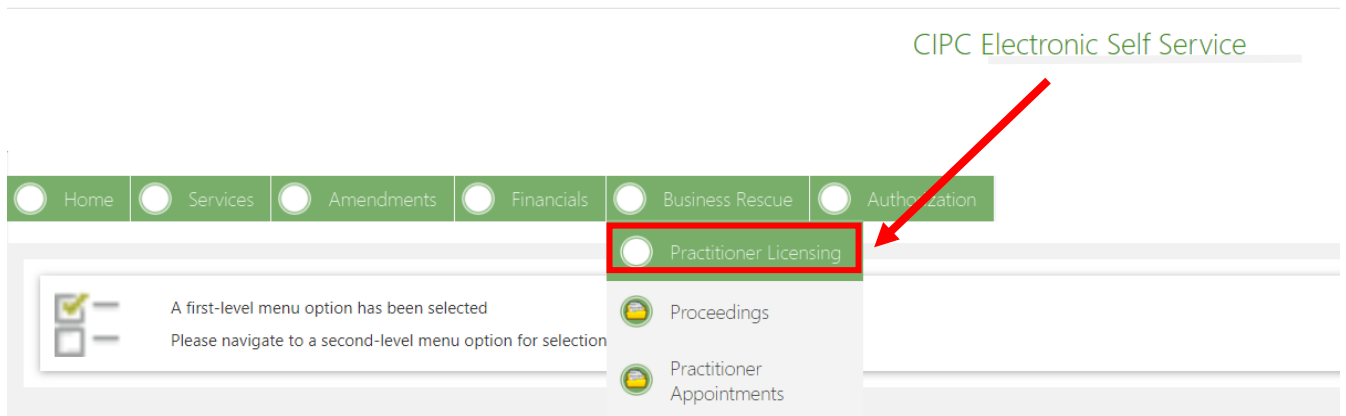 CIPC Electronic Self Service
Home Services Amendments Financials Business Rescue Authorization
Practitioner Licensing
A first-level menu option has been selected
Please navigate to a second-level menu option for selection
Proceedings
Practitioner
Appointments